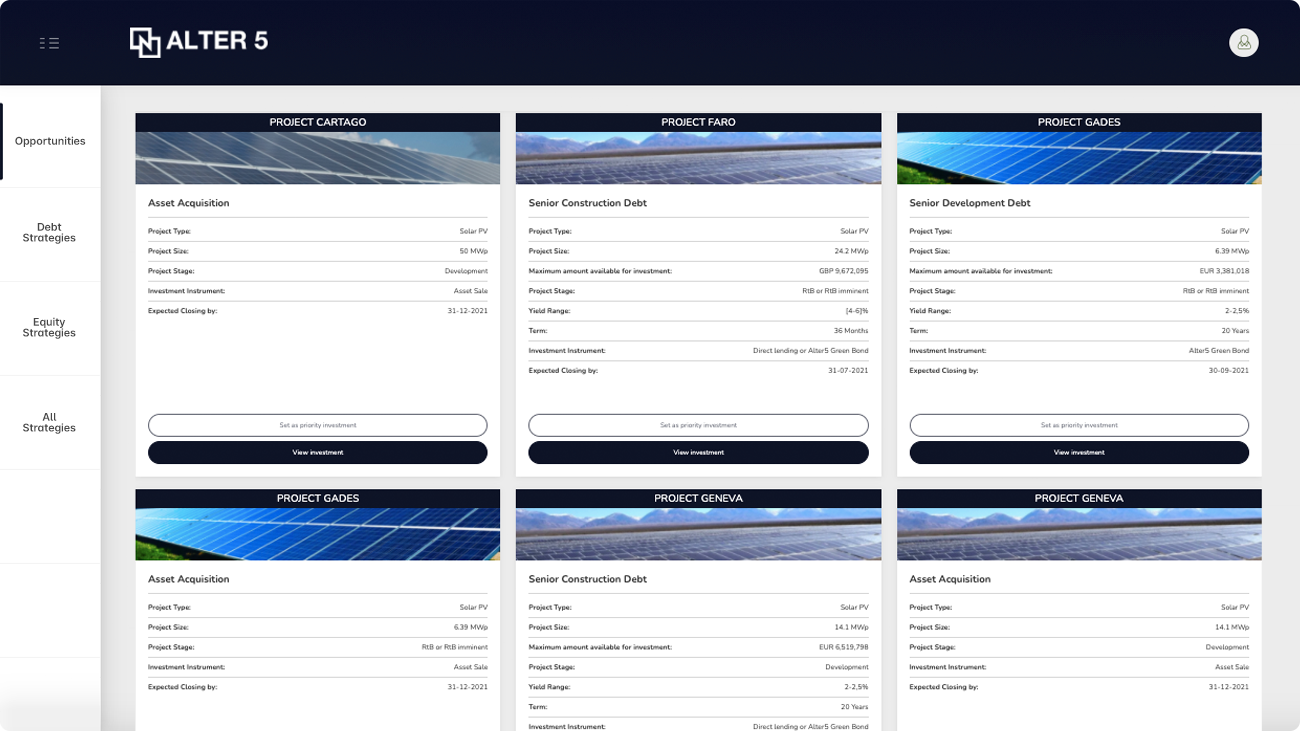 ALTER 5
Opportunities
Debt
Strategies
Equity
Strategies
All
Strategies
PROJECT CARTAGO
Asset Acquisition
Project Type: Solar PV
Project Size: 50 MWp
Project Stage: Development
Investment Instrument: Asset Sale
Expected Closing by: 31-12-2021
Set as priority investment
View investment
PROJECT FARO
Senior Construction Debt
Project Type: Solar PV
Project Size: 24.2 MWp
Maximum amount available for investment: GBP 9,672,095
Project Stage: RtB or RtB imminent
Yield Range: [4-6]%
Term: 36 Months
Investment Instrument: Direct lending or Alter5 Green Bond
Expected Closing by: 31-07-2021
Set as priority investment
View investment
PROJECT GADES
Senior Development Debt
Project Type: Solar PV
Project Size: 6.39 MWp
Maximum amount available for investment: EUR 3,381,018
Project Stage: RtB or RtB imminent
Yield Range: 2-2,5%
Term: 20 Years
Investment Instrument: Alter5 Green Bond
Expected Closing by: 30-09-2021
Set as priority investment
View investment
PROJECT GADES
Asset Acquisition
Project Type: Solar PV
Project Size: 6.39 MWp
Project Stage: RtB or RtB imminent
Investment Instrument: Asset Sale
Expected Closing by: 31-12-2021
PROJECT GENEVA
Senior Construction Debt
Project Type: Solar PV
Project Size: 14.1 MWp
Maximum amount available for investment: EUR 6,519,798
Project Stage: Development
Yield Range: 2-2,5%
Term: 20 Years
Investment Instrument: Direct lending or Alter5 Green Bond
PROJECT GENEVA
Asset Acquisition
Project Type: Solar PV
Project Size: 14.1 MWp
Project Stage: Development
Investment Instrument: Asset Sale
Expected Closing by: 31-12-2021